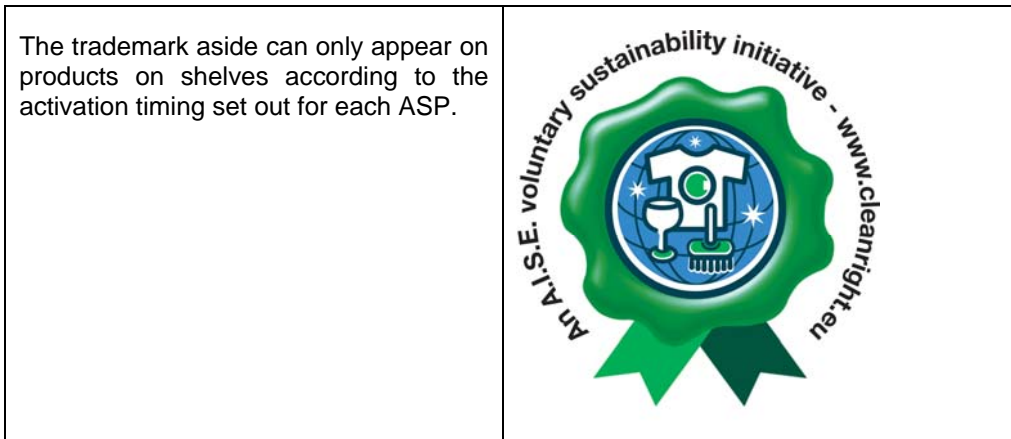 The trademark aside can only appear on
products on shelves according to the
activation timing set out for each ASP.
An A.I.S.E. voluntary sustainability initiative - www.cleanright.eu